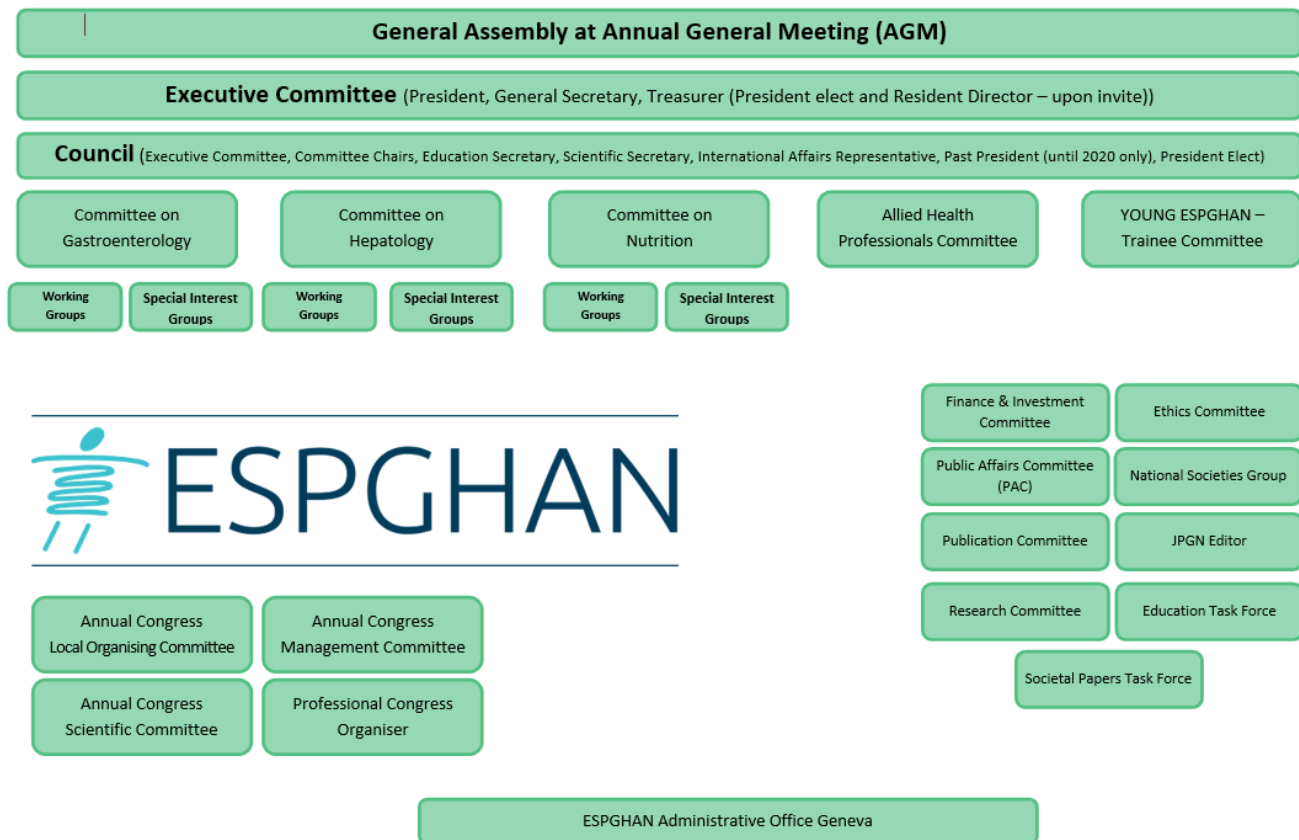 General Assembly at Annual General Meeting (AGM)
Executive Committee (President, General Secretary, Treasurer (President elect and Resident Director – upon invite))
Council (Executive Committee, Committee Chairs, Education Secretary, Scientific Secretary, International Affairs Representative, Past President (until 2020 only), President Elect)
Committee on
Gastroenterology
Committee on
Hepatology
Committee on
Nutrition
Allied Health
Professionals Committee
YOUNG ESPGHAN –
Trainee Committee
Working
Groups
Special Interest
Groups
Working
Groups
Special Interest
Groups
Working
Groups
Special Interest
Groups
ESPGHAN
Finance & Investment
Committee
Ethics Committee
Public Affairs Committee
(PAC)
National Societies Group
Publication Committee
JPGN Editor
Research Committee
Education Task Force
Societal Papers Task Force
Annual Congress
Local Organising Committee
Annual Congress
Management Committee
Annual Congress
Scientific Committee
Professional Congress
Organiser
ESPGHAN Administrative Office Geneva